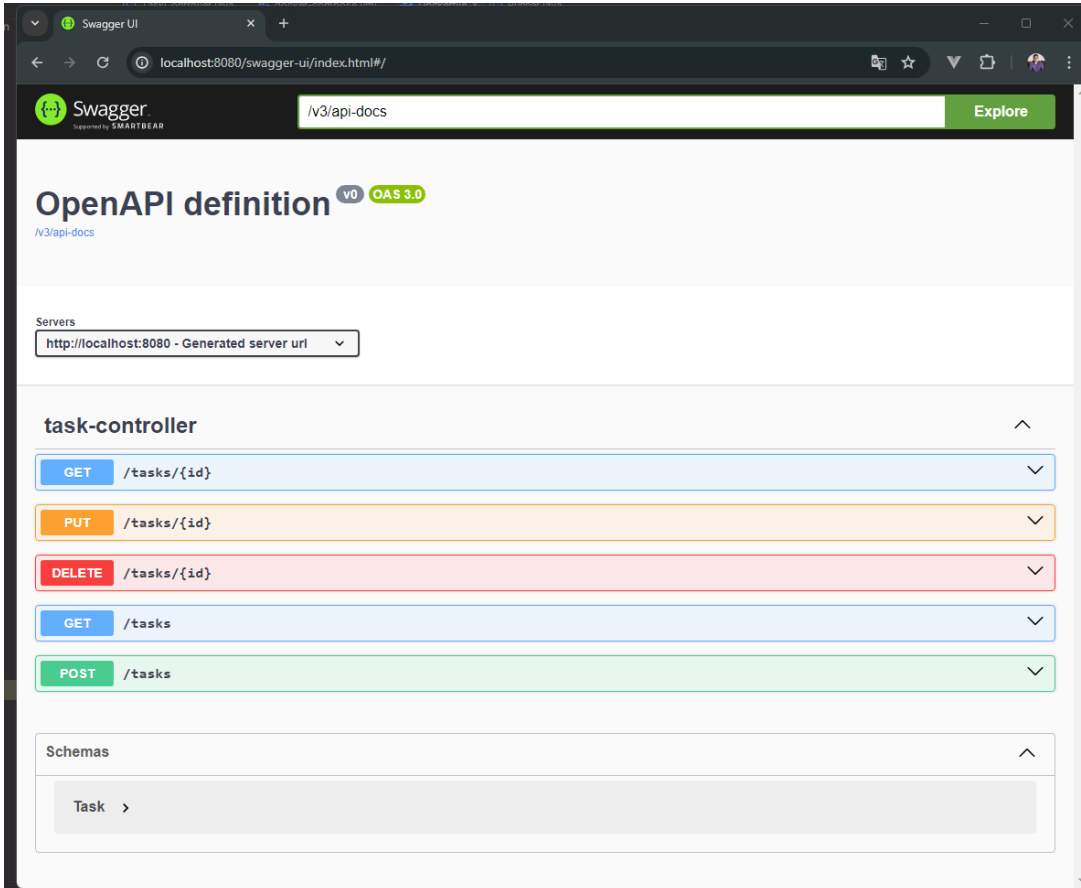 Swagger UI
localhost:8080/swagger-ui/index.html#/
Swagger.
Supported by SMARTBEAR
/v3/api-docs
Explore
OpenAPI definition v0 OAS 3.0
/v3/api-docs
Servers
http://localhost:8080 - Generated server url
task-controller
GET /tasks/{id}
PUT /tasks/{id}
DELETE /tasks/{id}
GET /tasks
POST /tasks
Schemas
Task